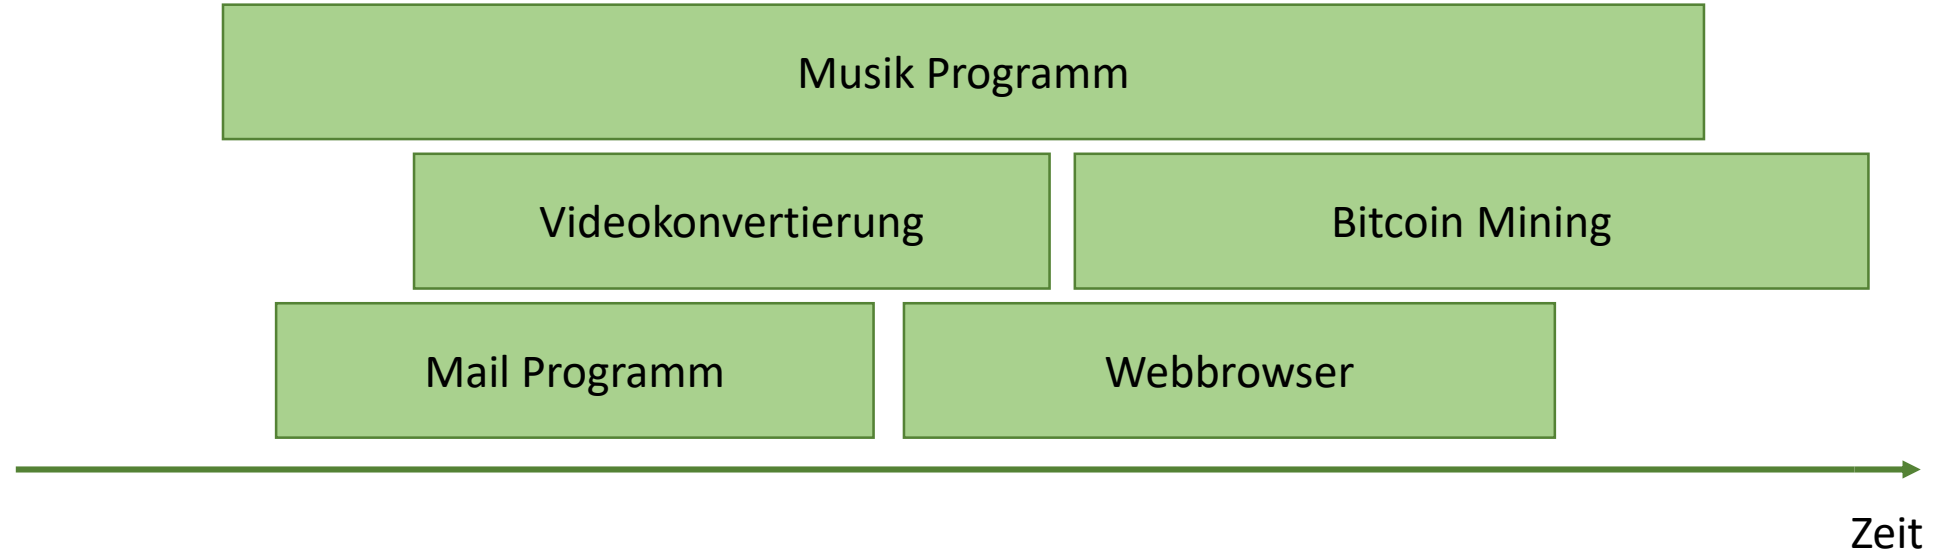 Musik Programm
Videokonvertierung
Bitcoin Mining
Mail Programm
Webbrowser
Zeit